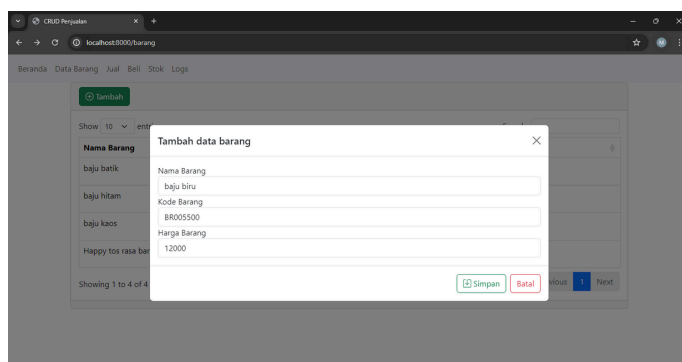 CRUD Penjualan
localhost:8000/barang
M
Beranda Data Barang Jual Beli Stok Logs
Tambah
Show 10
Nama Barang
baju batik
baju hitam
baju kaos
Happy tos rasa bar
Showing 1 to 4 of 4
1 Next
Tambah data barang
Nama Barang
baju biru
Kode Barang
BR005500
Harga Barang
12000
Simpan Batal